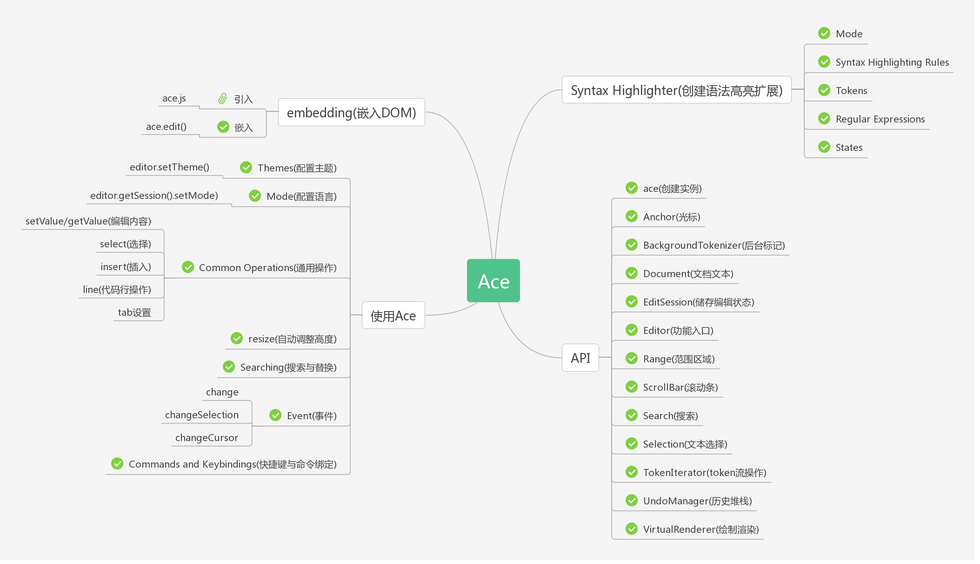 Ace
embedding(嵌入DOM)
引入
ace.js
嵌入
ace.edit()
使用Ace
Themes(配置主题)
editor.setTheme()
Mode(配置语言)
editor.getSession().setMode)
Common Operations(通用操作)
setValue/getValue(编辑内容)
select(选择)
insert(插入)
line(代码行操作)
tab设置
resize(自动调整高度)
Searching(搜索与替换)
Event(事件)
change
changeSelection
changeCursor
Commands and Keybindings(快捷键与命令绑定)
Syntax Highlighter(创建语法高亮扩展)
Mode
Syntax Highlighting Rules
Tokens
Regular Expressions
States
API
ace(创建实例)
Anchor(光标)
BackgroundTokenizer(后台标记)
Document(文档文本)
EditSession(储存编辑状态)
Editor(功能入口)
Range(范围区域)
ScrollBar(滚动条)
Search(搜索)
Selection(文本选择)
TokenIterator(token流操作)
UndoManager(历史堆栈)
VirtualRenderer(绘制渲染)